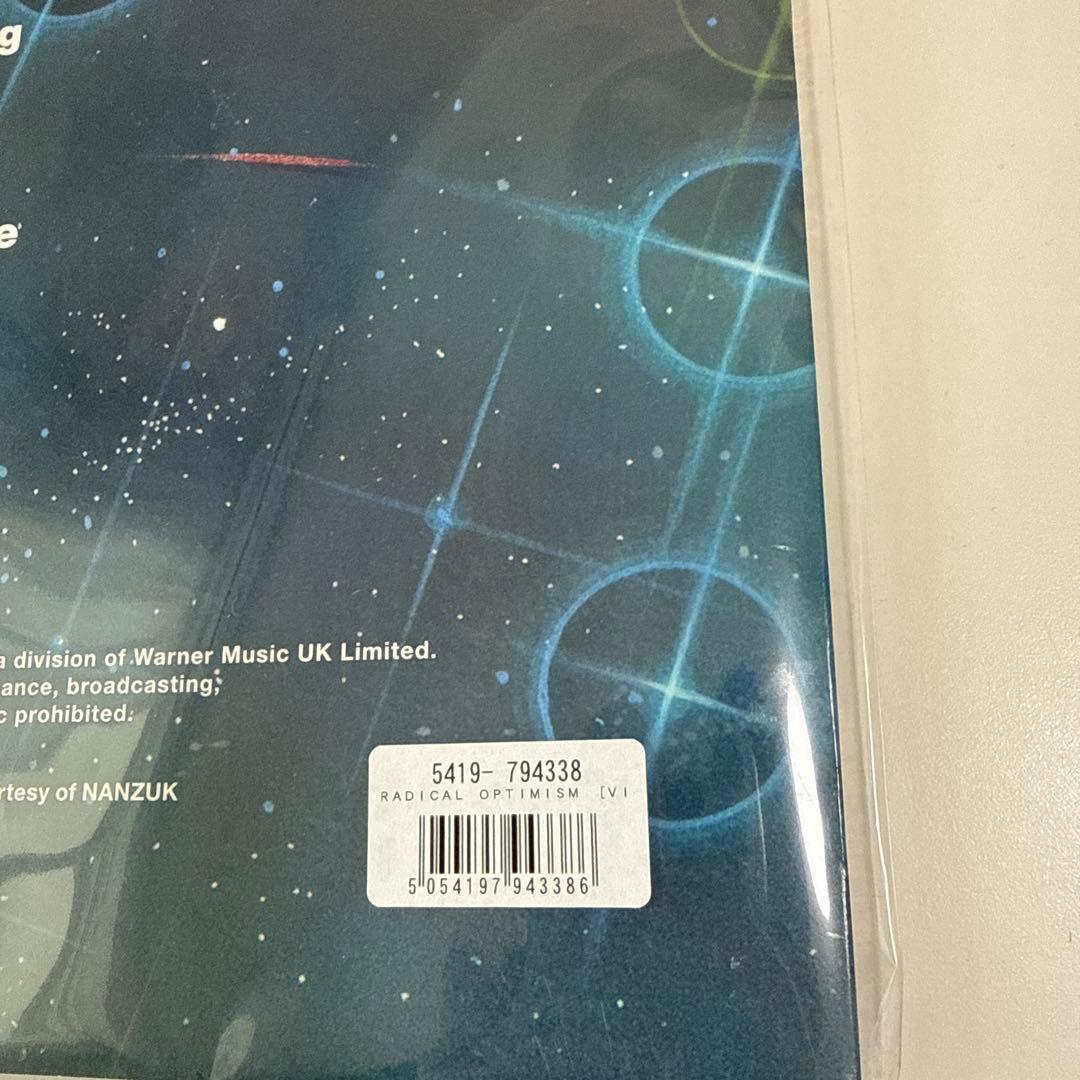 g
e
a division of Warner Music UK Limited.
ance, broadcasting;
c prohibited.
rtesy of NANZUK
5419- 794338
RADICAL OPTIMISM [VI
5 054197 943386